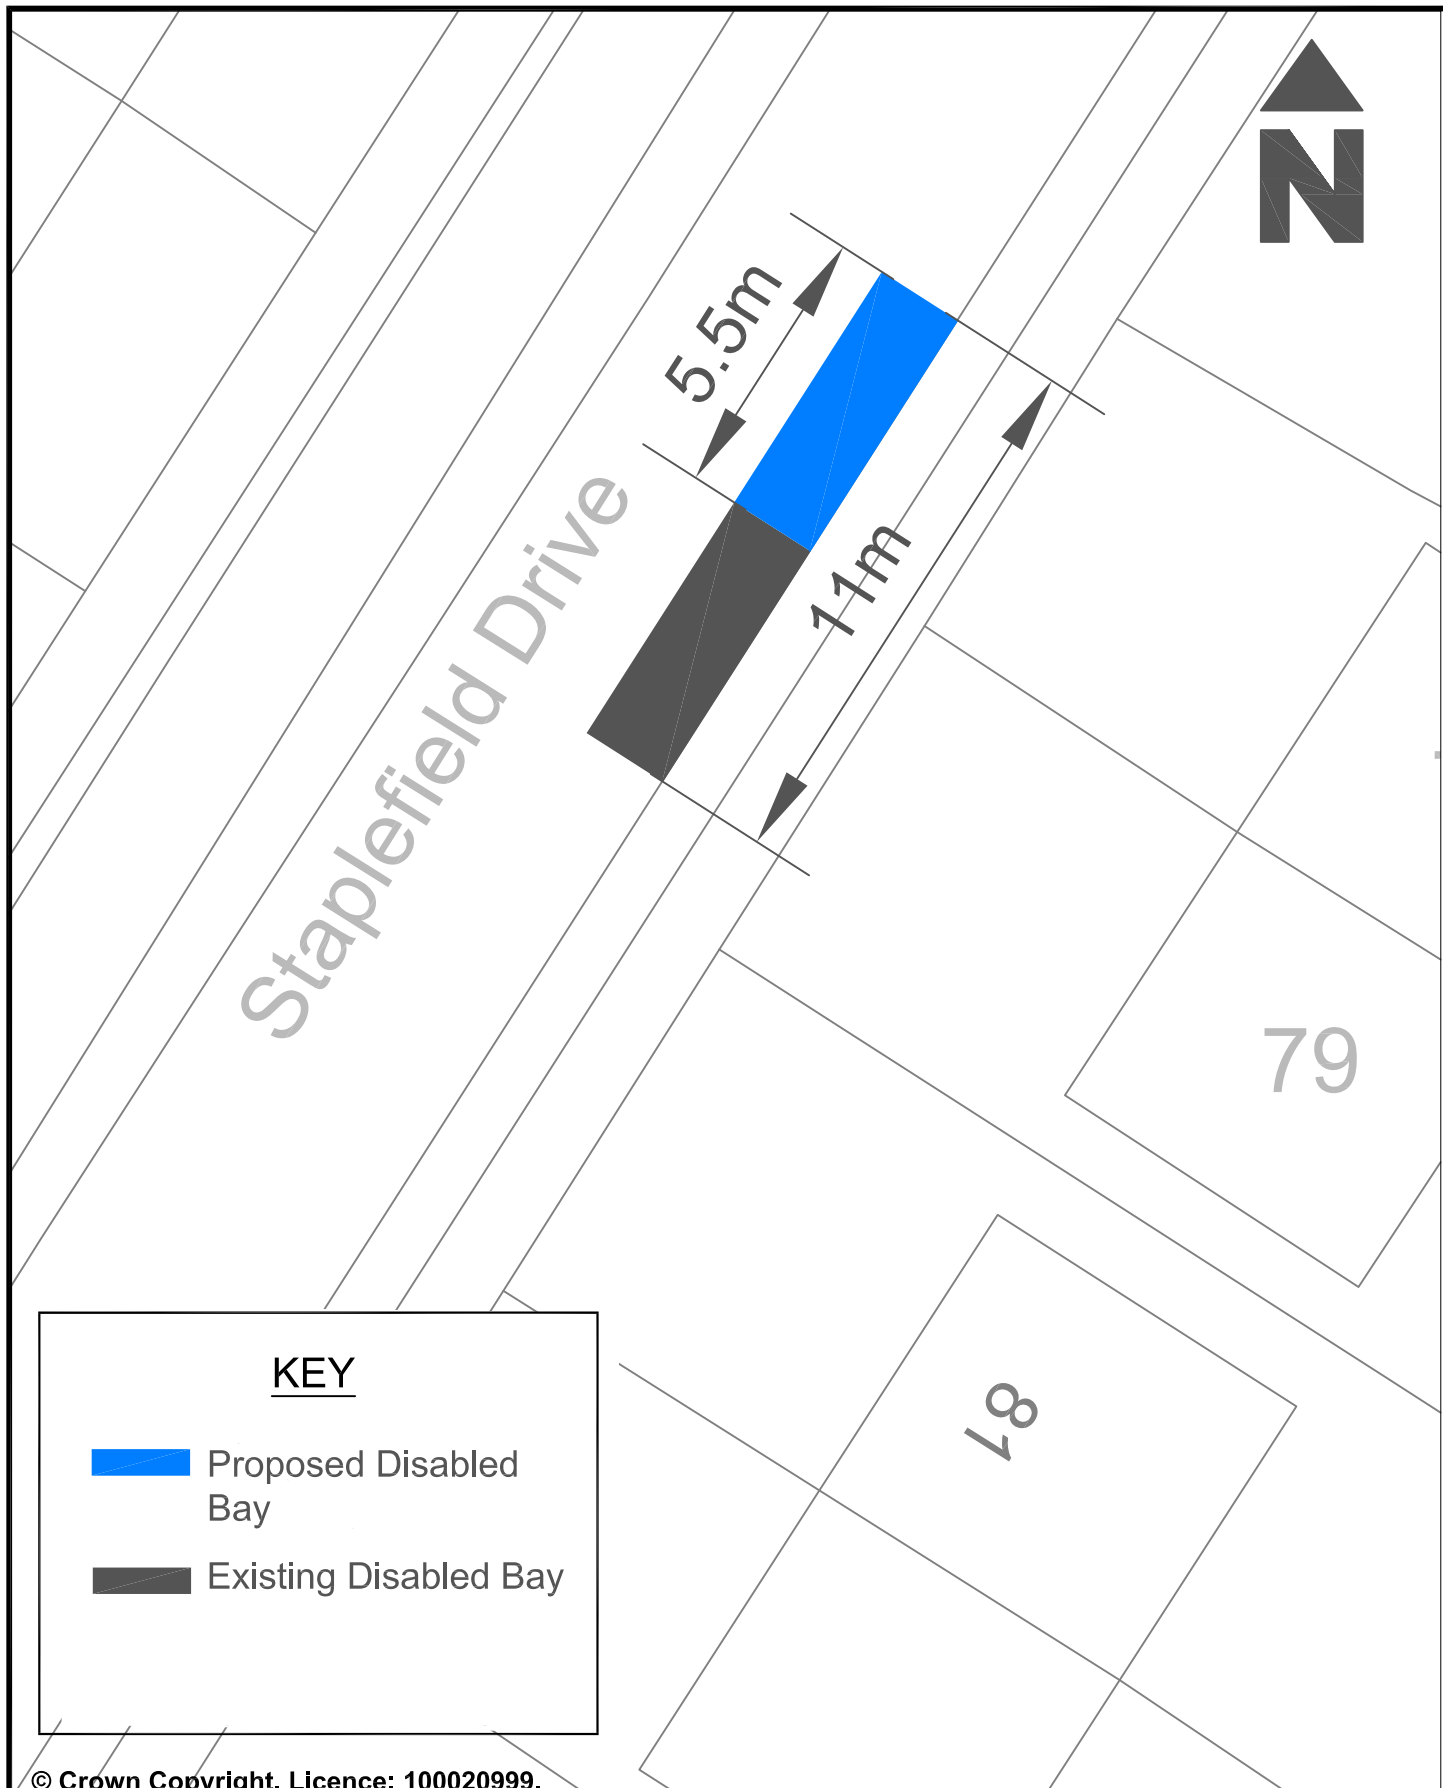 N
5.5m
11m
Staplefield Drive
79
81
KEY
Proposed Disabled
Bay
Existing Disabled Bay
© Crown Copyright. Licence: 100020999.